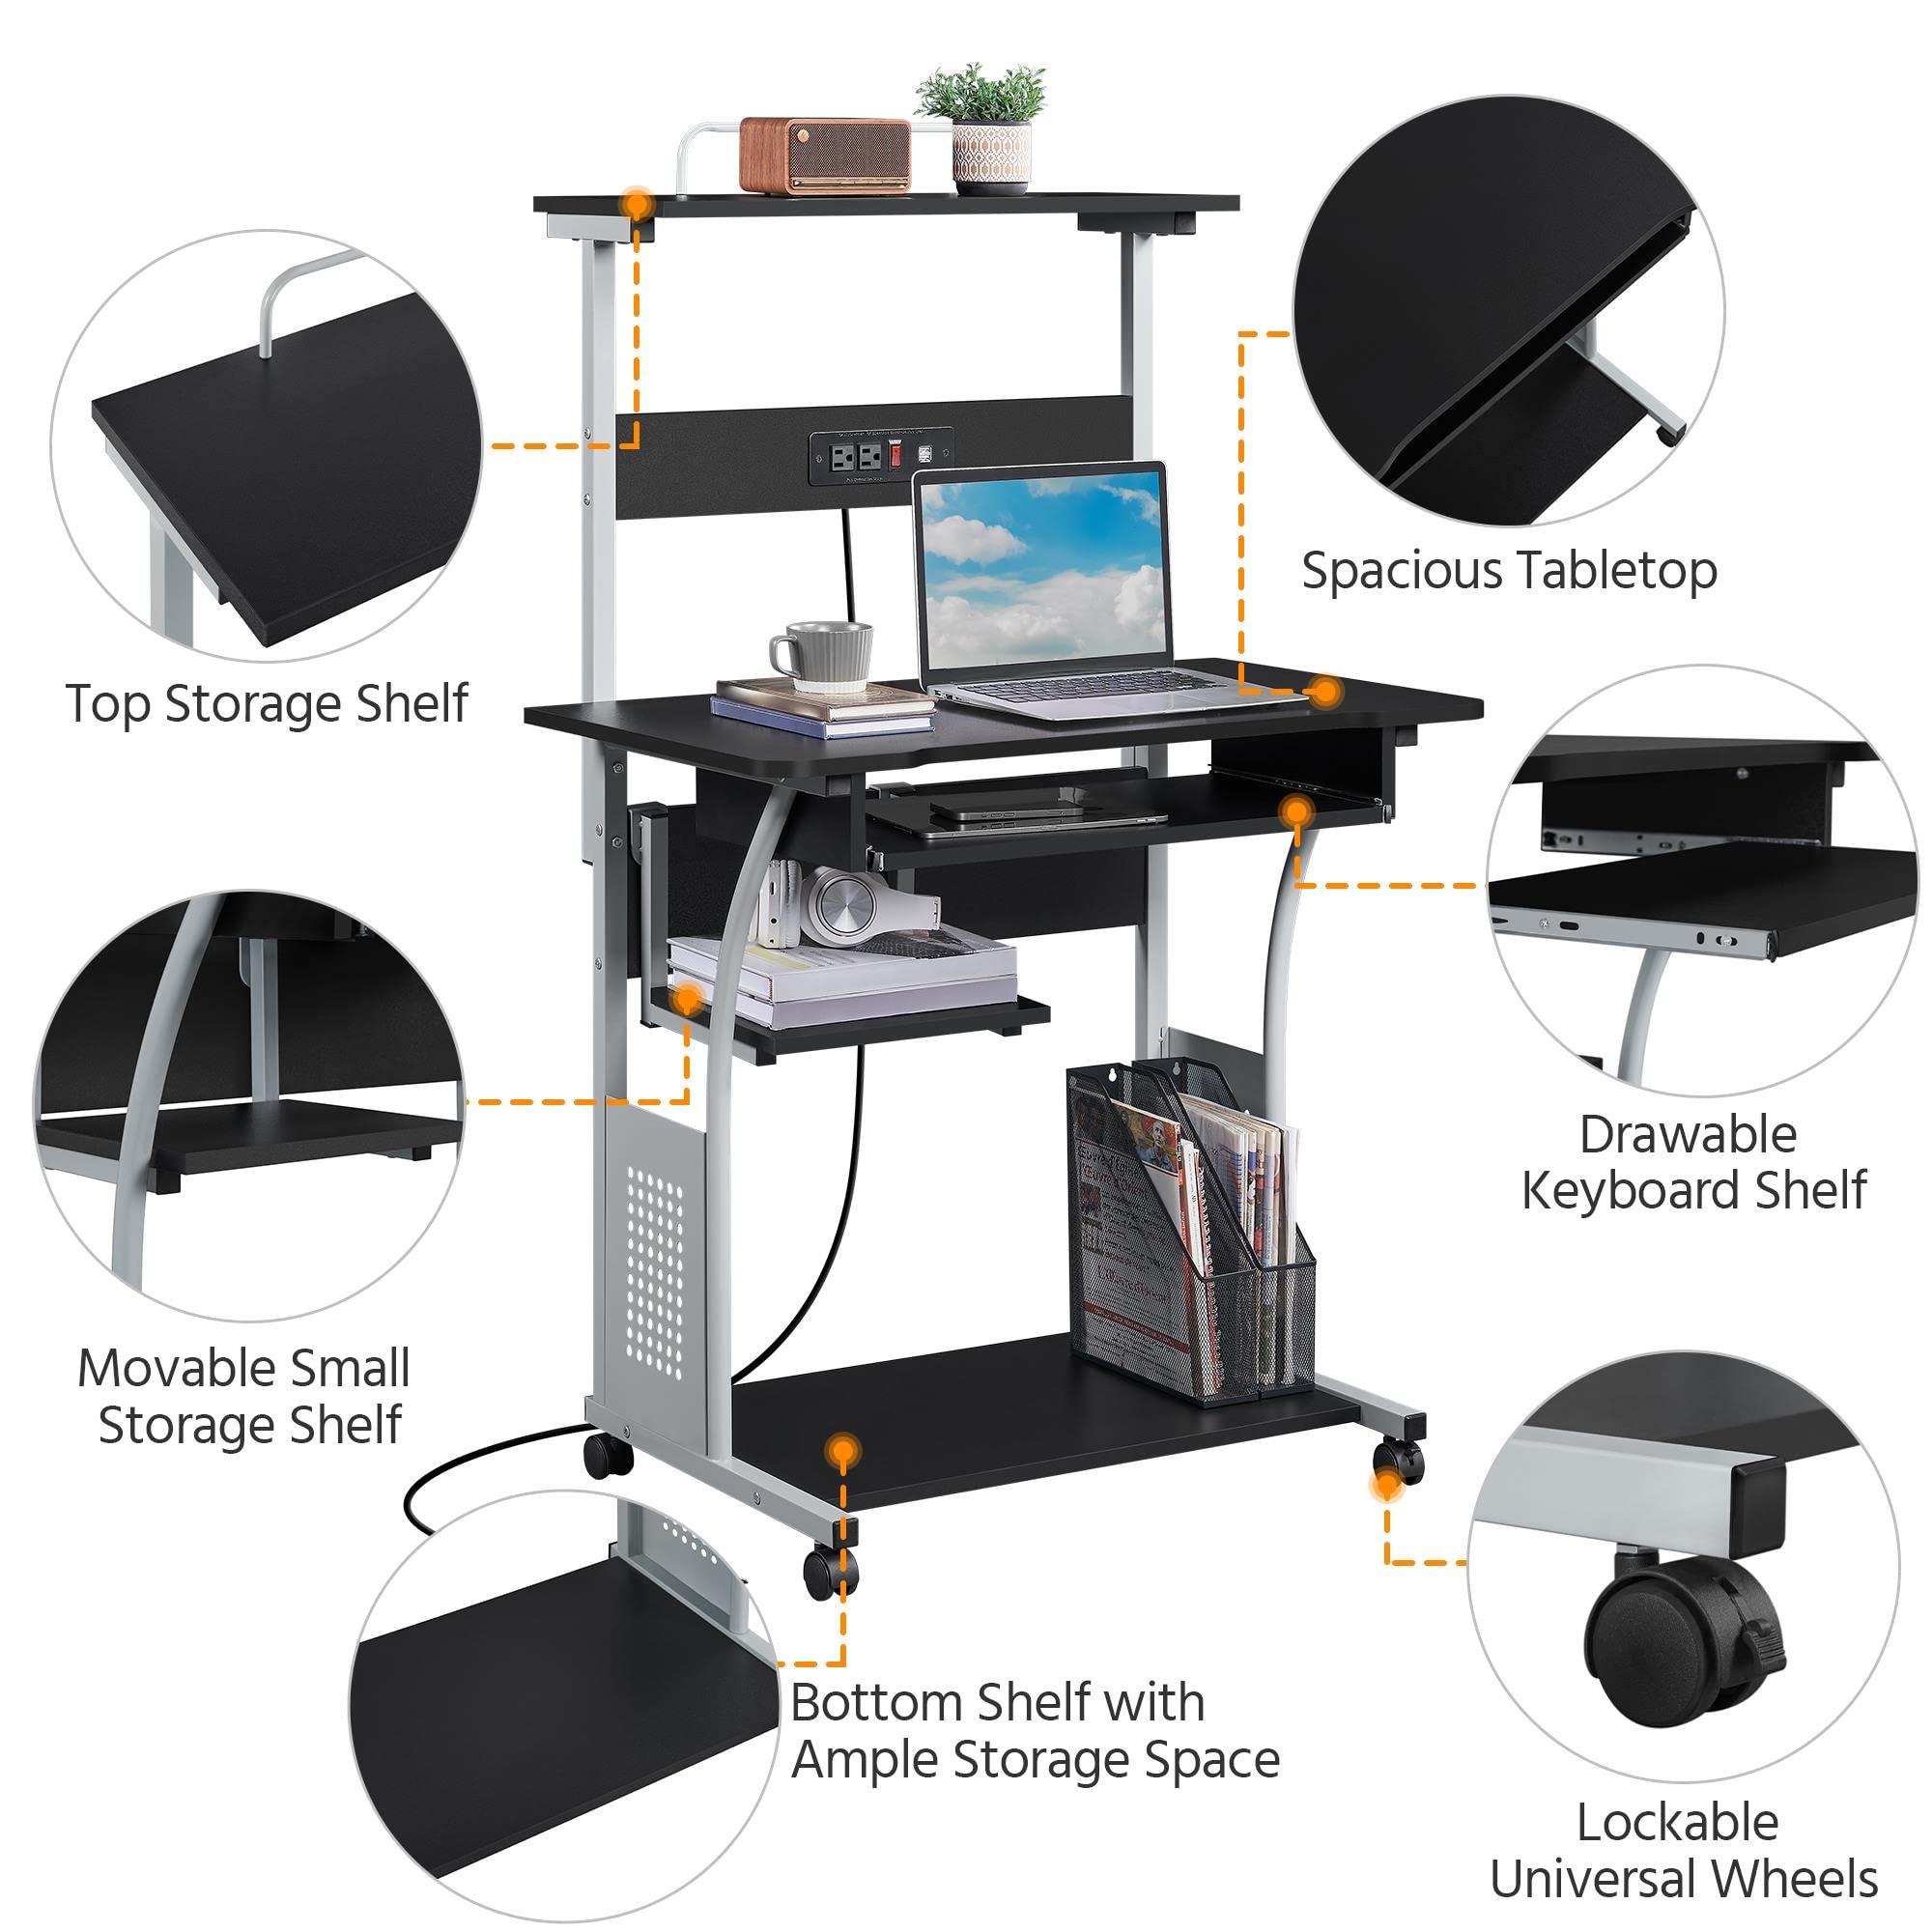 Top Storage Shelf
Spacious Tabletop
Drawable
Keyboard Shelf
Movable Small
Storage Shelf
Bottom Shelf with
Ample Storage Space
Lockable
Universal Wheels